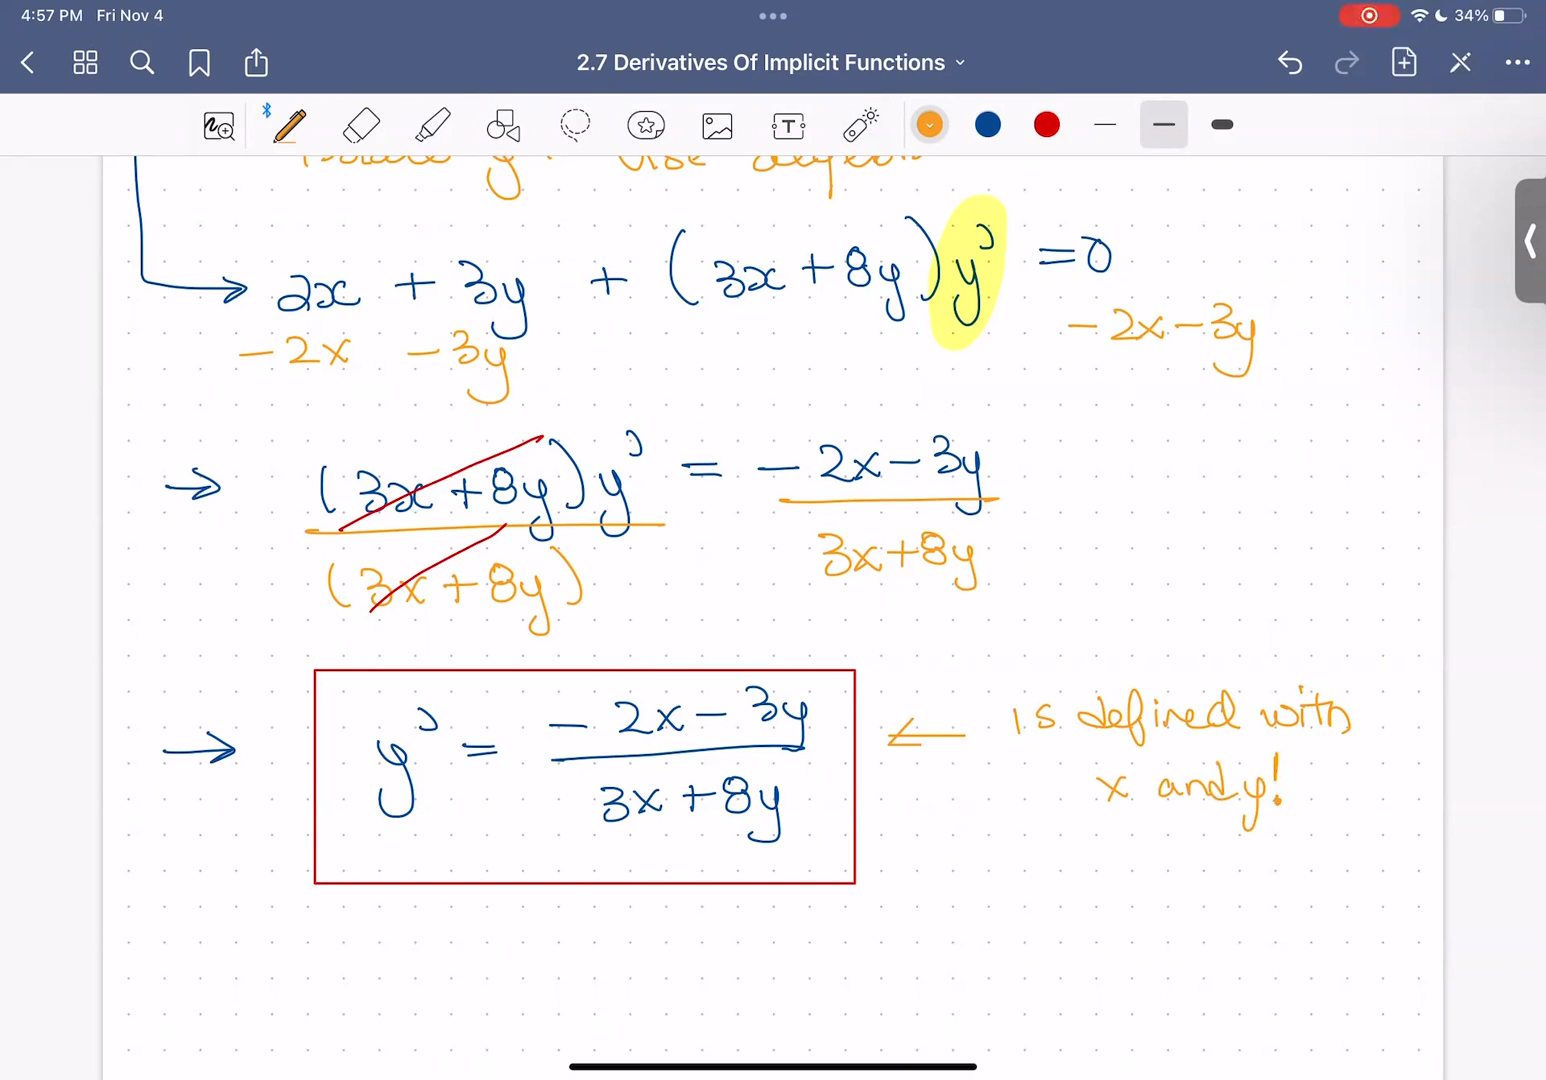 4:57 PM Fri Nov 4
34%
2.7 Derivatives Of Implicit Functions
T
y use
2x + 3y + (3x + 8y) y' = 0
- 2x - 3y - 2x - 3y
→ (3x + 8y) y' = - 2x - 3y
(3x + 8y) 3x + 8y
→ y' = - 2x - 3y
3x + 8y
← is defined with
x and y!